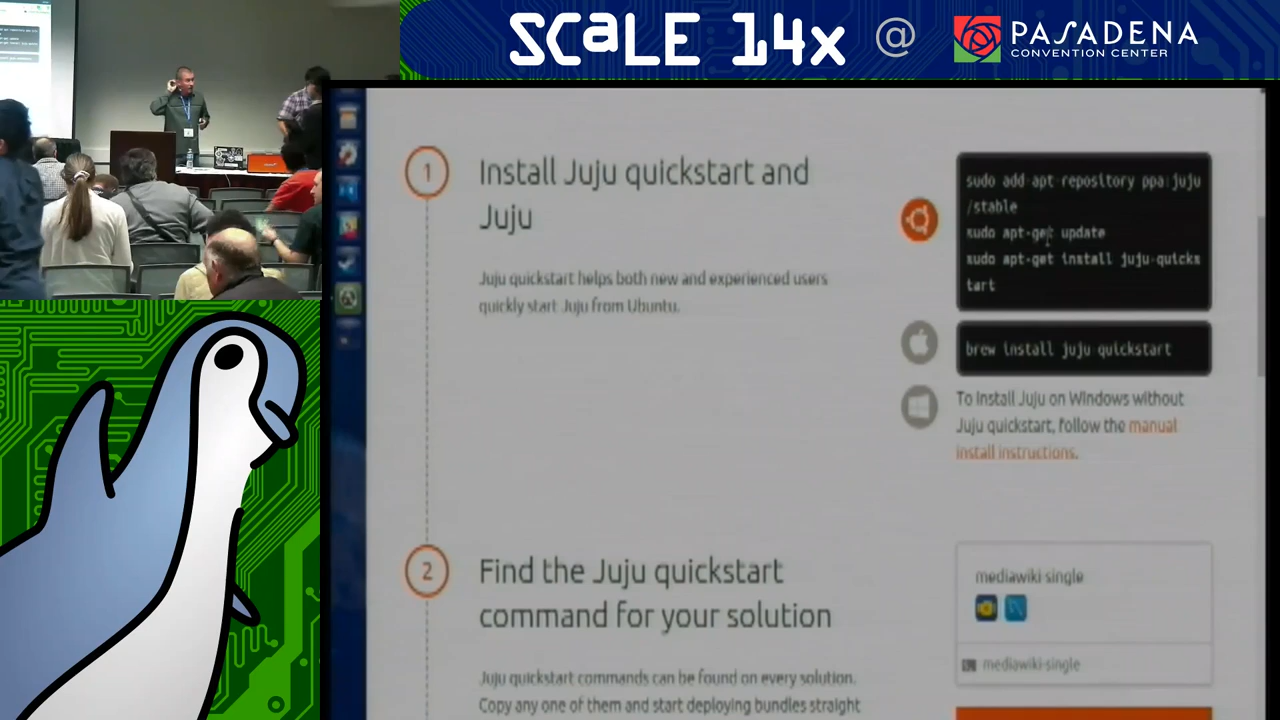 SCaLE 14x @ PASADENA
CONVENTION CENTER
1
Install Juju quickstart and
Juju
Juju quickstart helps both new and experienced users
quickly start Juju from Ubuntu.
sudo add-apt-repository ppa:juju
/stable
sudo apt-get update
sudo apt-get install juju-quicks
tart
brew install juju-quickstart
To install Juju on Windows without
Juju quickstart, follow the manual
install instructions.
2
Find the Juju quickstart
command for your solution
Juju quickstart commands can be found on every solution.
Copy any one of them and start deploying bundles straight
mediawiki-single
mediawiki-single